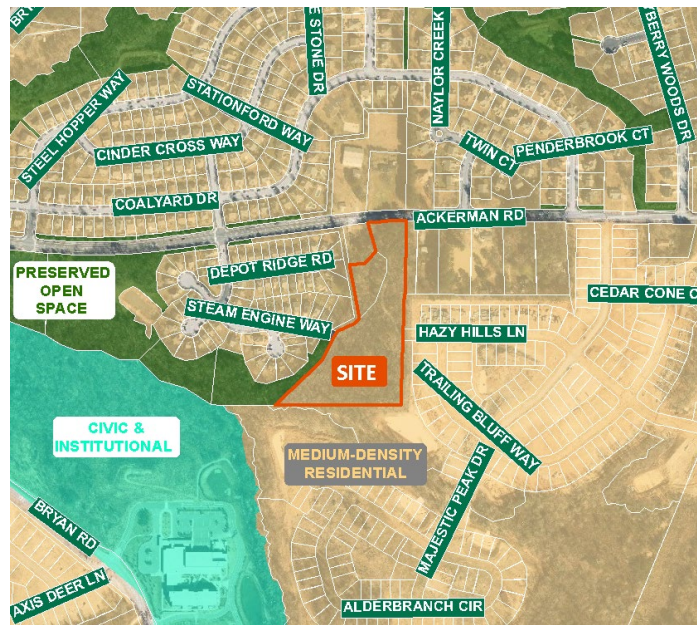 E STONE DR
NAYLOR CREEK
YBERRY WOODS DR
STEEL HOPPER WAY
STATIONFORD WAY
CINDER CROSS WAY
TWIN CT
PENDERBROOK CT
COALYARD DR
ACKERMAN RD
DEPOT RIDGE RD
PRESERVED
OPEN
SPACE
CEDAR CONE C
STEAM ENGINE WAY
HAZY HILLS LN
SITE
TRAILING BLUFF WAY
CIVIC &
INSTITUTIONAL
MEDIUM-DENSITY
RESIDENTIAL
MAJESTIC PEAK DR
BRYAN RD
AXIS DEER LN
ALDERBRANCH CIR